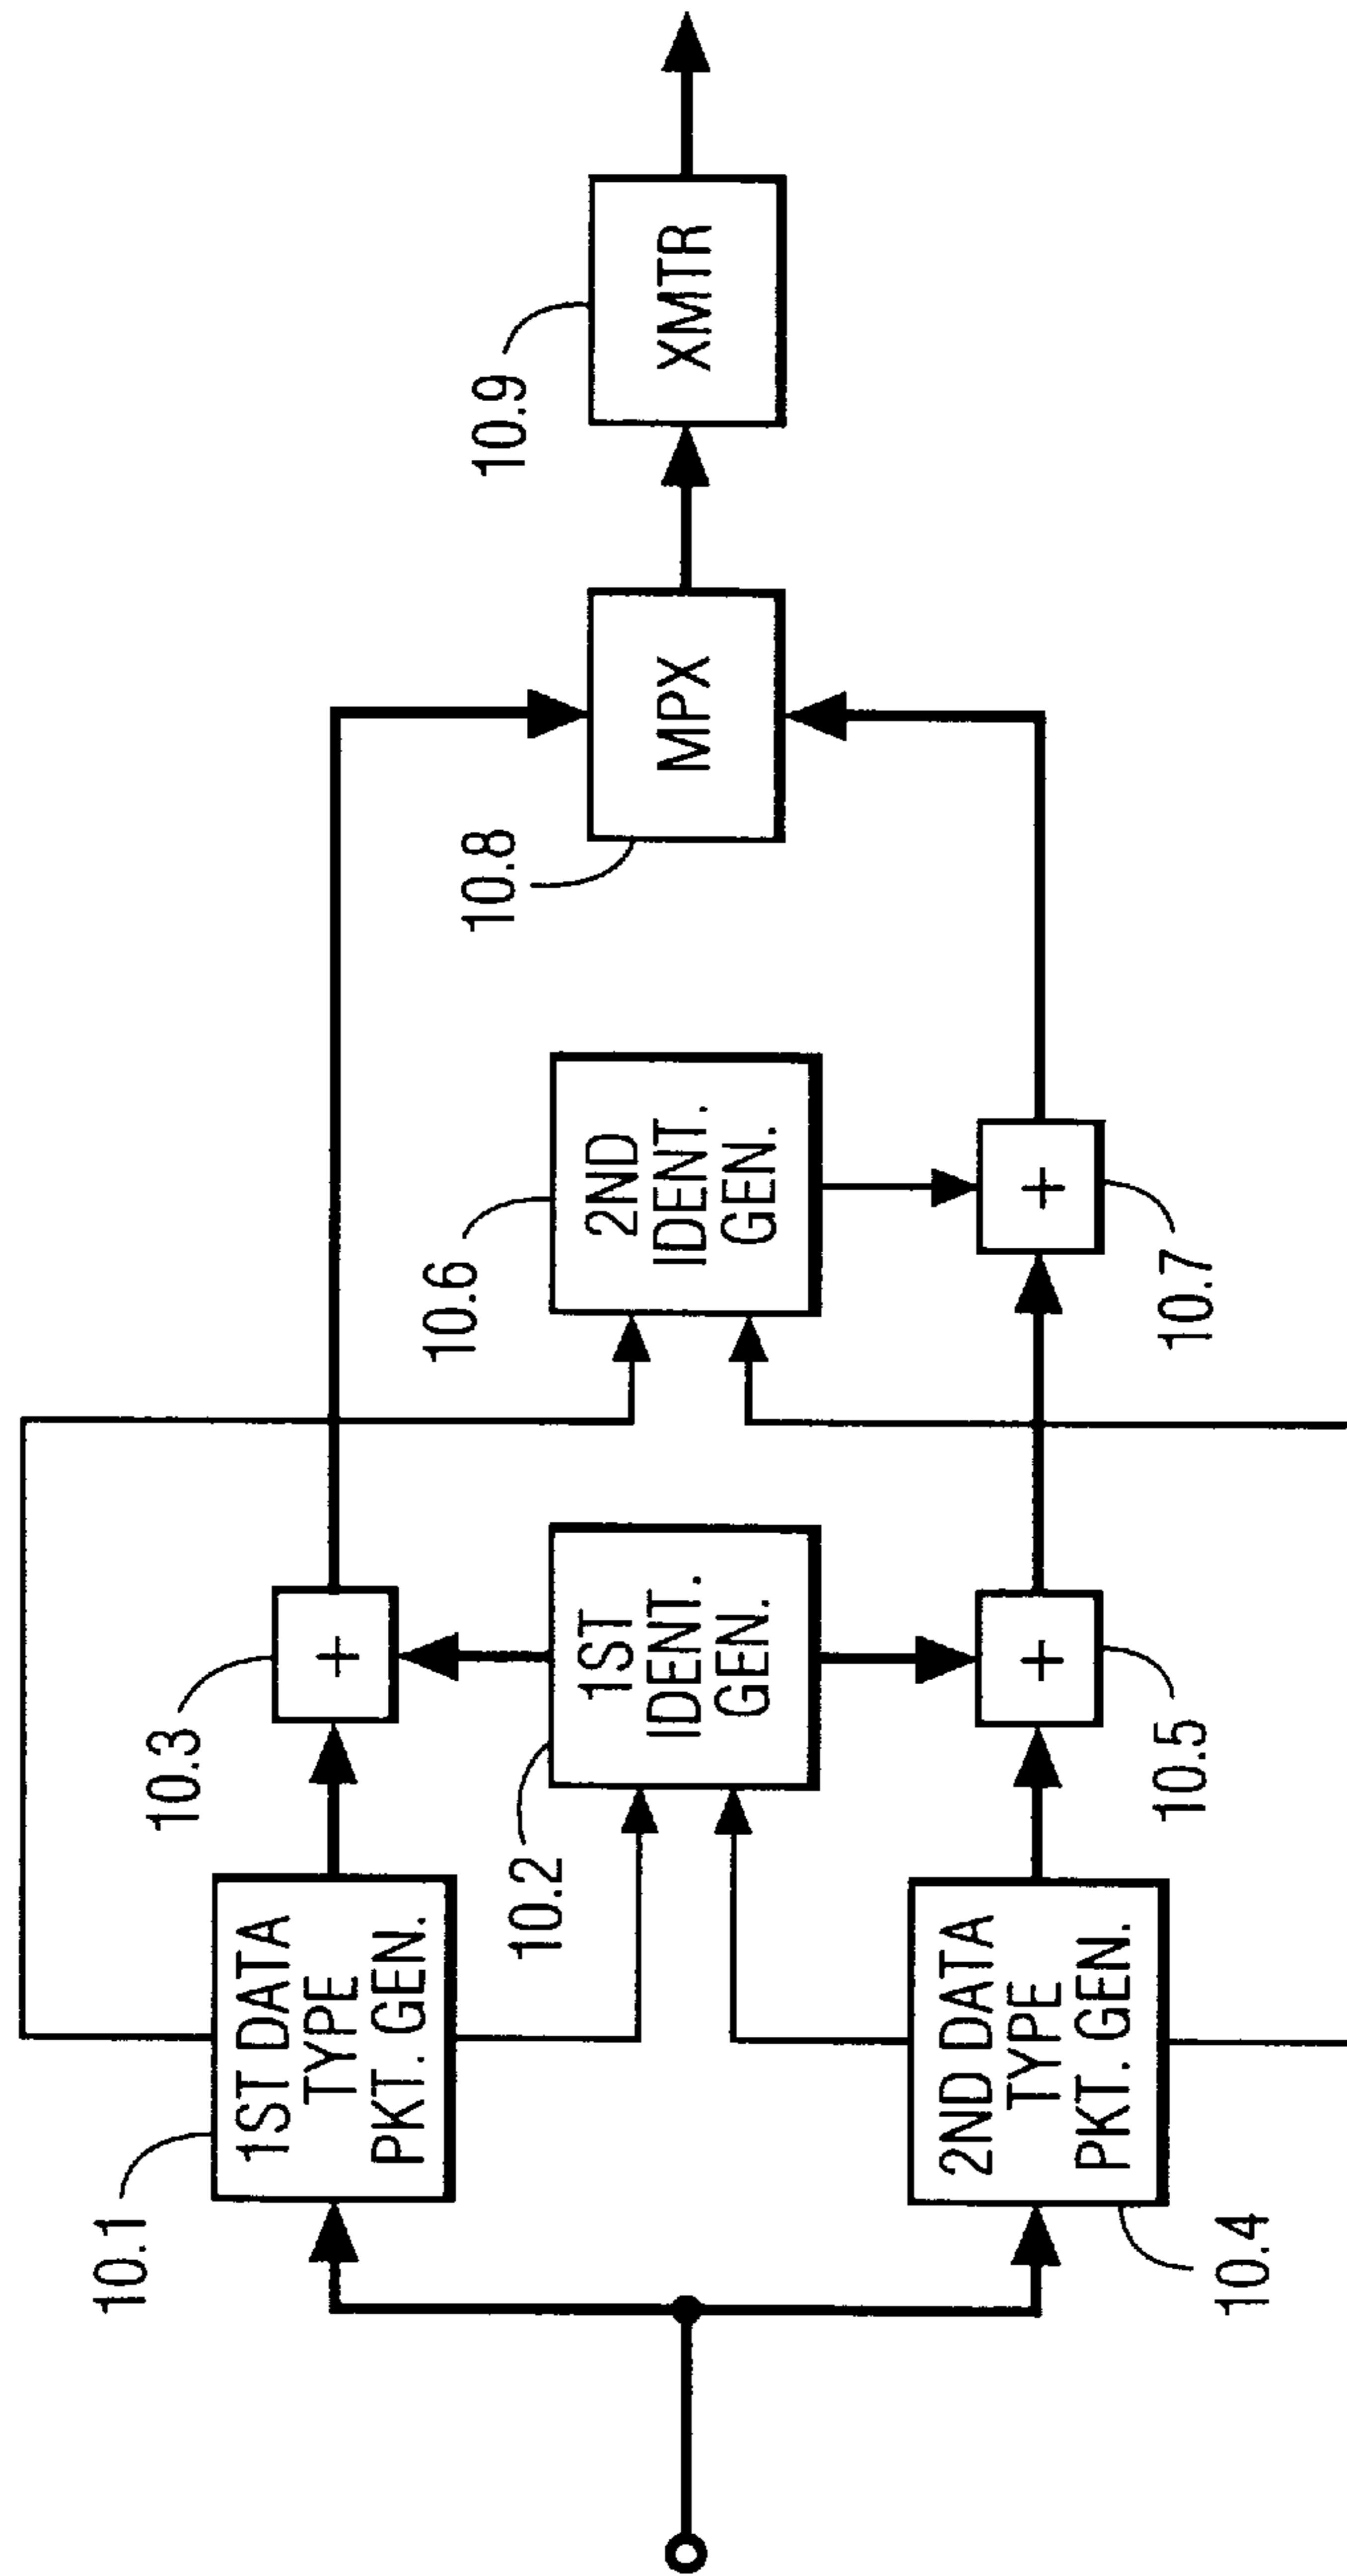 10.1
1ST DATA
TYPE
PKT. GEN.
10.3
+
10.2
1ST
IDENT.
GEN.
10.4
2ND DATA
TYPE
PKT. GEN.
10.5
+
10.6
2ND
IDENT.
GEN.
10.7
+
10.8
MPX
10.9
XMTR